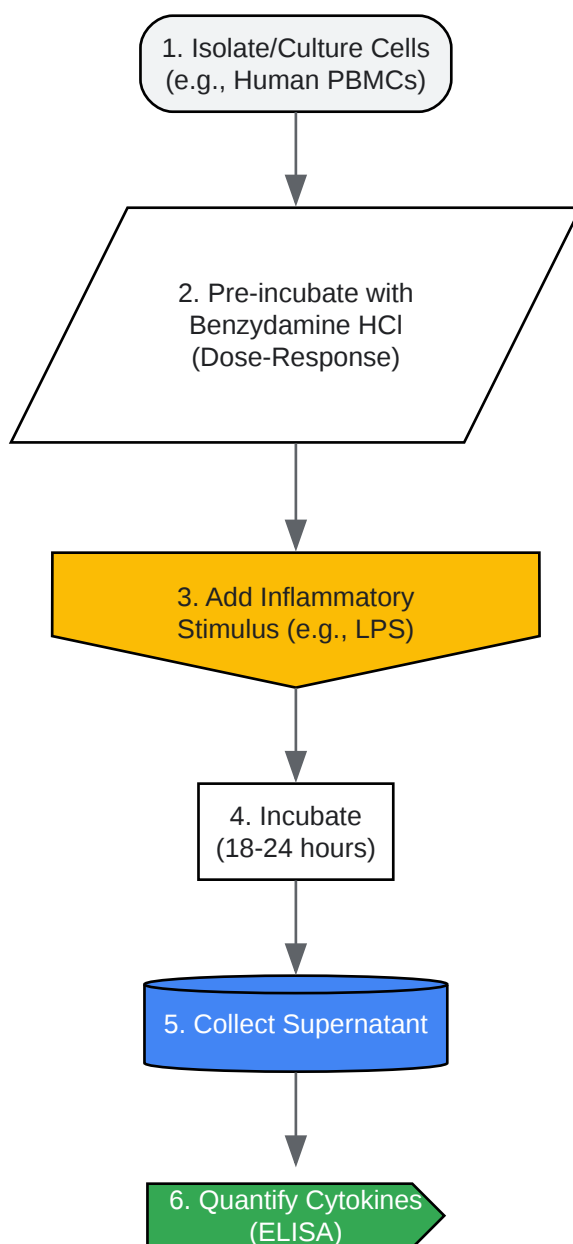 1. Isolate/Culture Cells
(e.g., Human PBMCs)
2. Pre-incubate with
Benzydamine HCl
(Dose-Response)
3. Add Inflammatory
Stimulus (e.g., LPS)
4. Incubate
(18-24 hours)
5. Collect Supernatant
6. Quantify Cytokines
(ELISA)